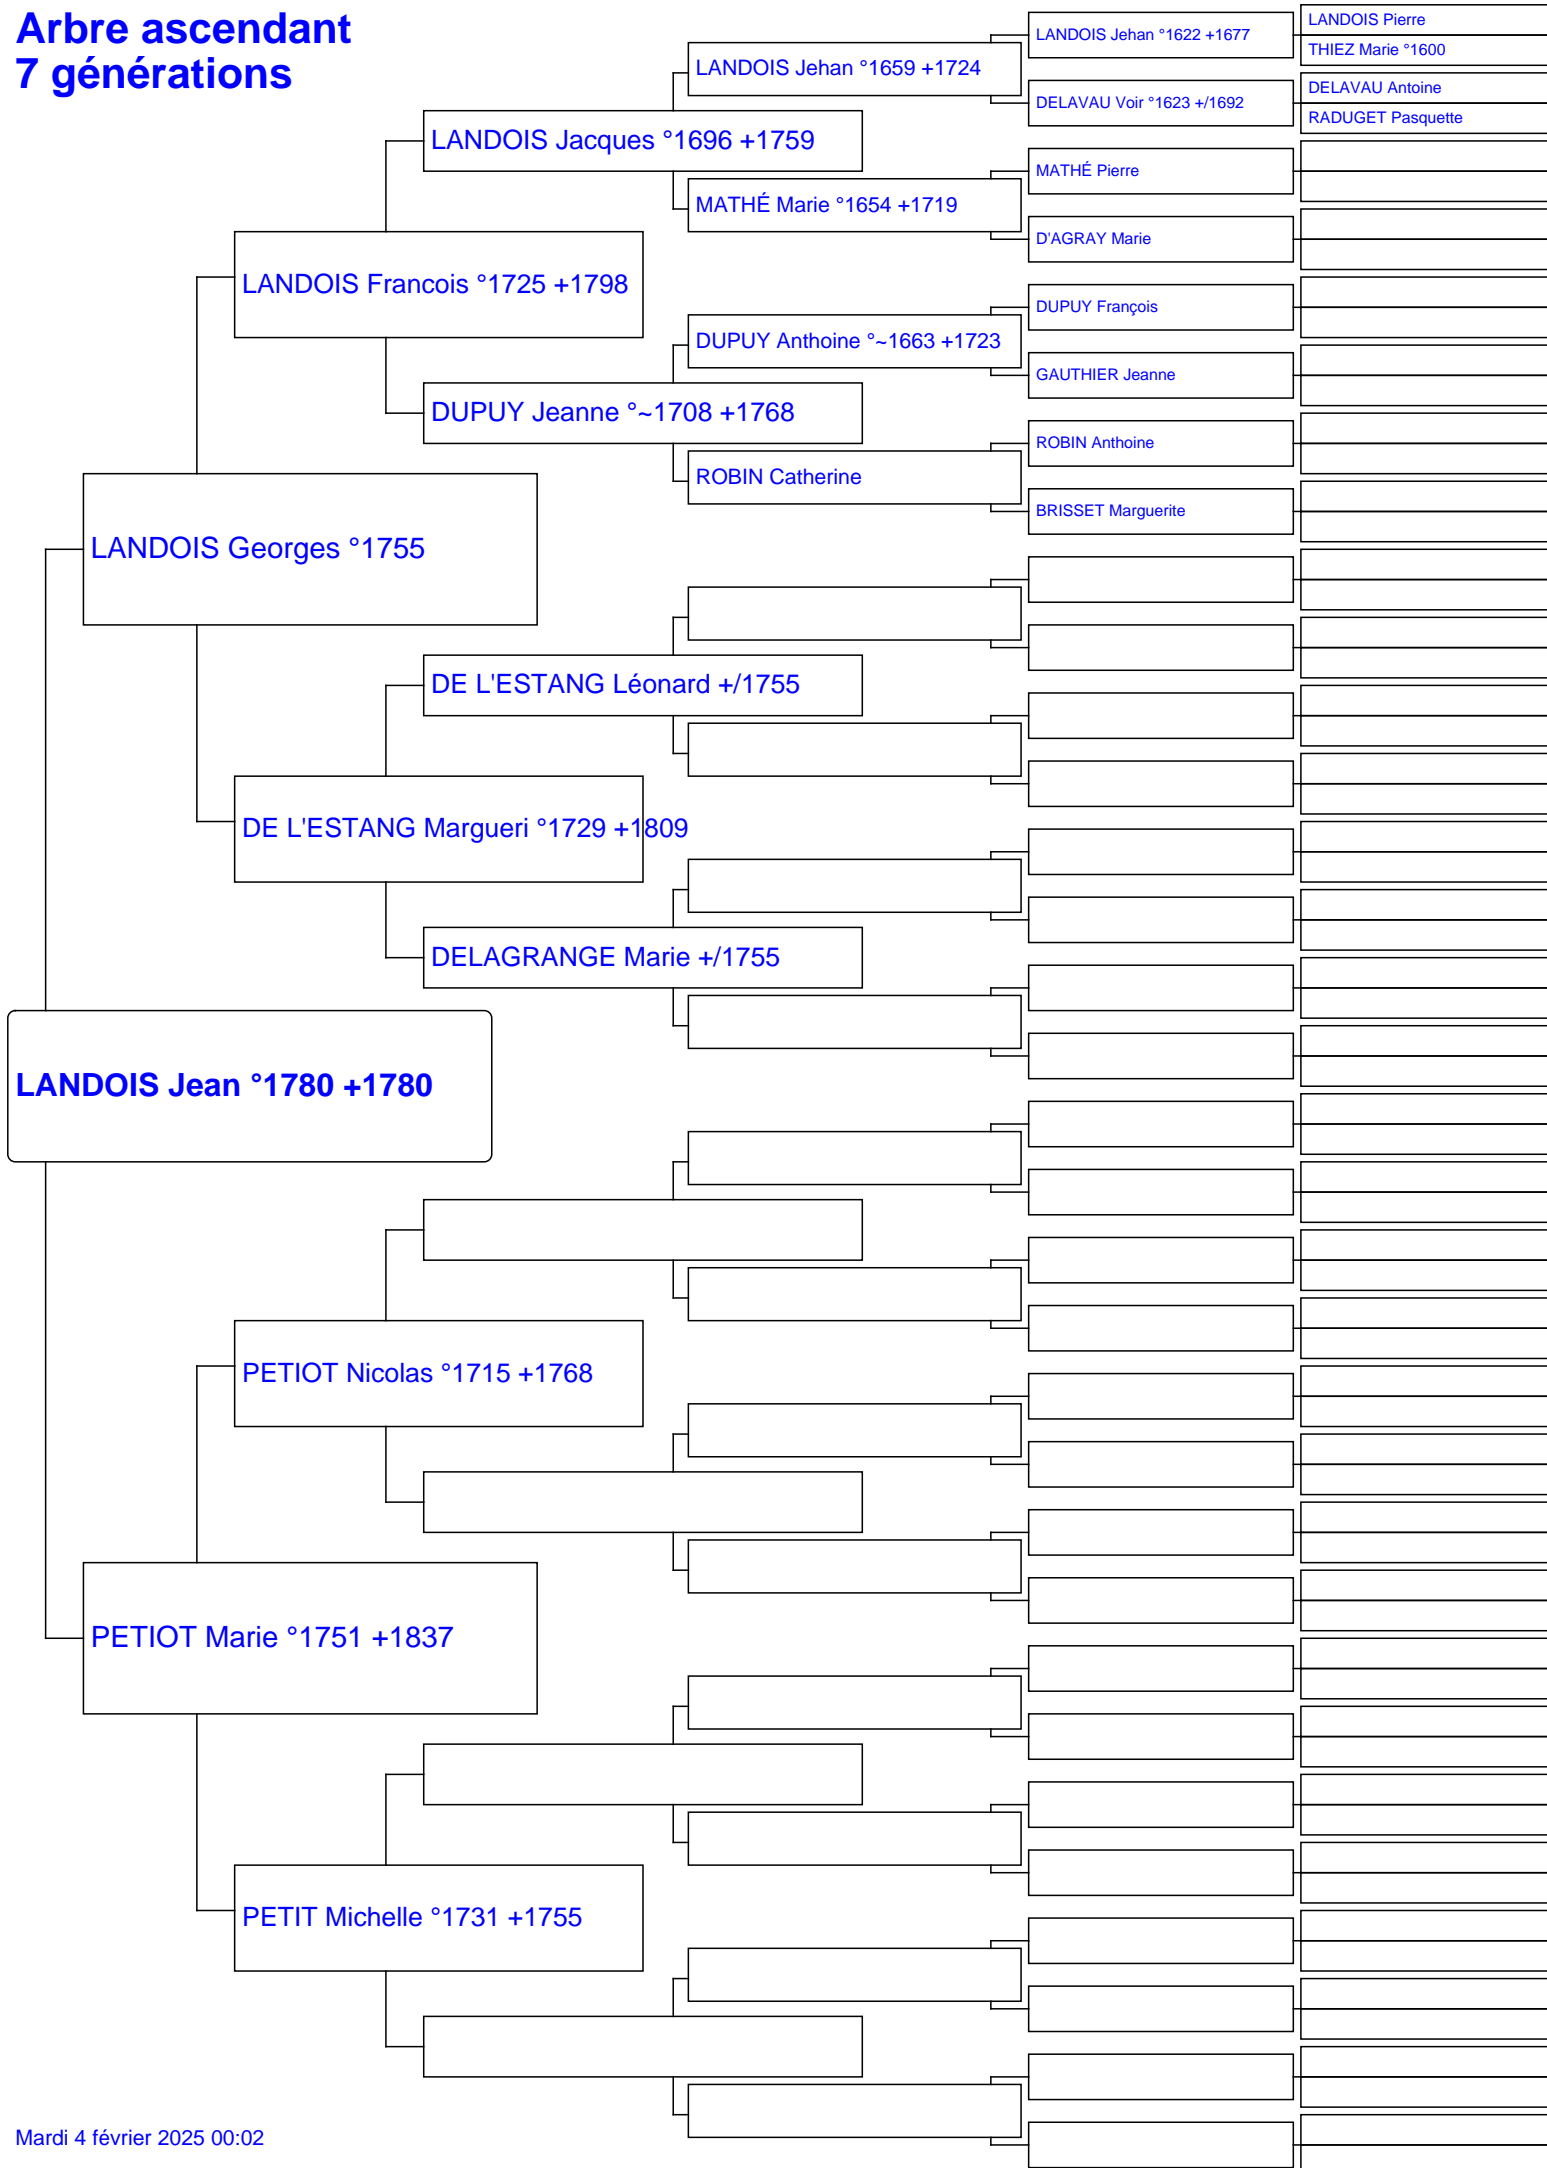 Arbre ascendant
7 générations
LANDOIS Pierre
LANDOIS Jehan °1622 +1677
THIEZ Marie °1600
LANDOIS Jehan °1659 +1724
DELAVAU Antoine
DELAVAU Voir °1623 +/1692
RADUGET Pasquette
LANDOIS Jacques °1696 +1759
MATHÉ Pierre
MATHÉ Marie °1654 +1719
D'AGRAY Marie
LANDOIS Francois °1725 +1798
DUPUY François
DUPUY Anthoine °~1663 +1723
GAUTHIER Jeanne
DUPUY Jeanne °~1708 +1768
ROBIN Anthoine
ROBIN Catherine
BRISSET Marguerite
LANDOIS Georges °1755
DE L'ESTANG Léonard +/1755
DE L'ESTANG Margueri °1729 +1809
DELAGRANGE Marie +/1755
LANDOIS Jean °1780 +1780
PETIOT Nicolas °1715 +1768
PETIOT Marie °1751 +1837
PETIT Michelle °1731 +1755
Mardi 4 février 2025 00:02